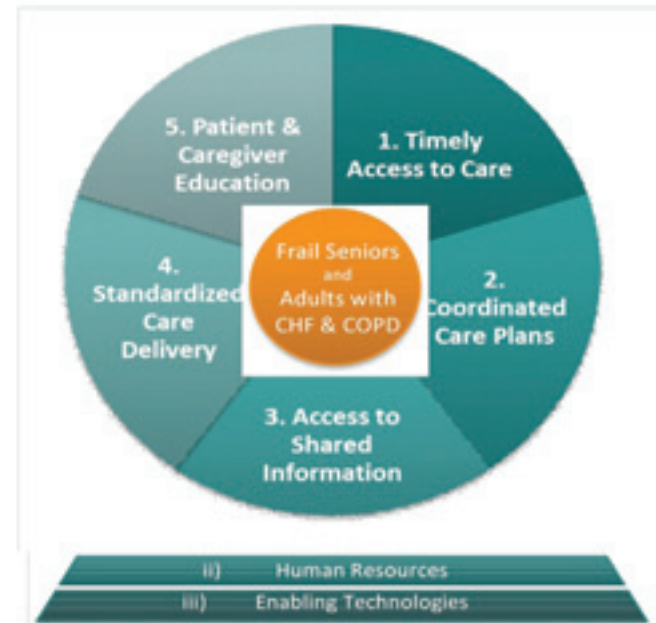 5. Patient &
Caregiver
Education
1. Timely
Access to Care
Frail Seniors
and
Adults with
CHF & COPD
4.
Standardized
Care
Delivery
2.
Coordinated
Care Plans
3. Access to
Shared
Information
ii) Human Resources
iii) Enabling Technologies